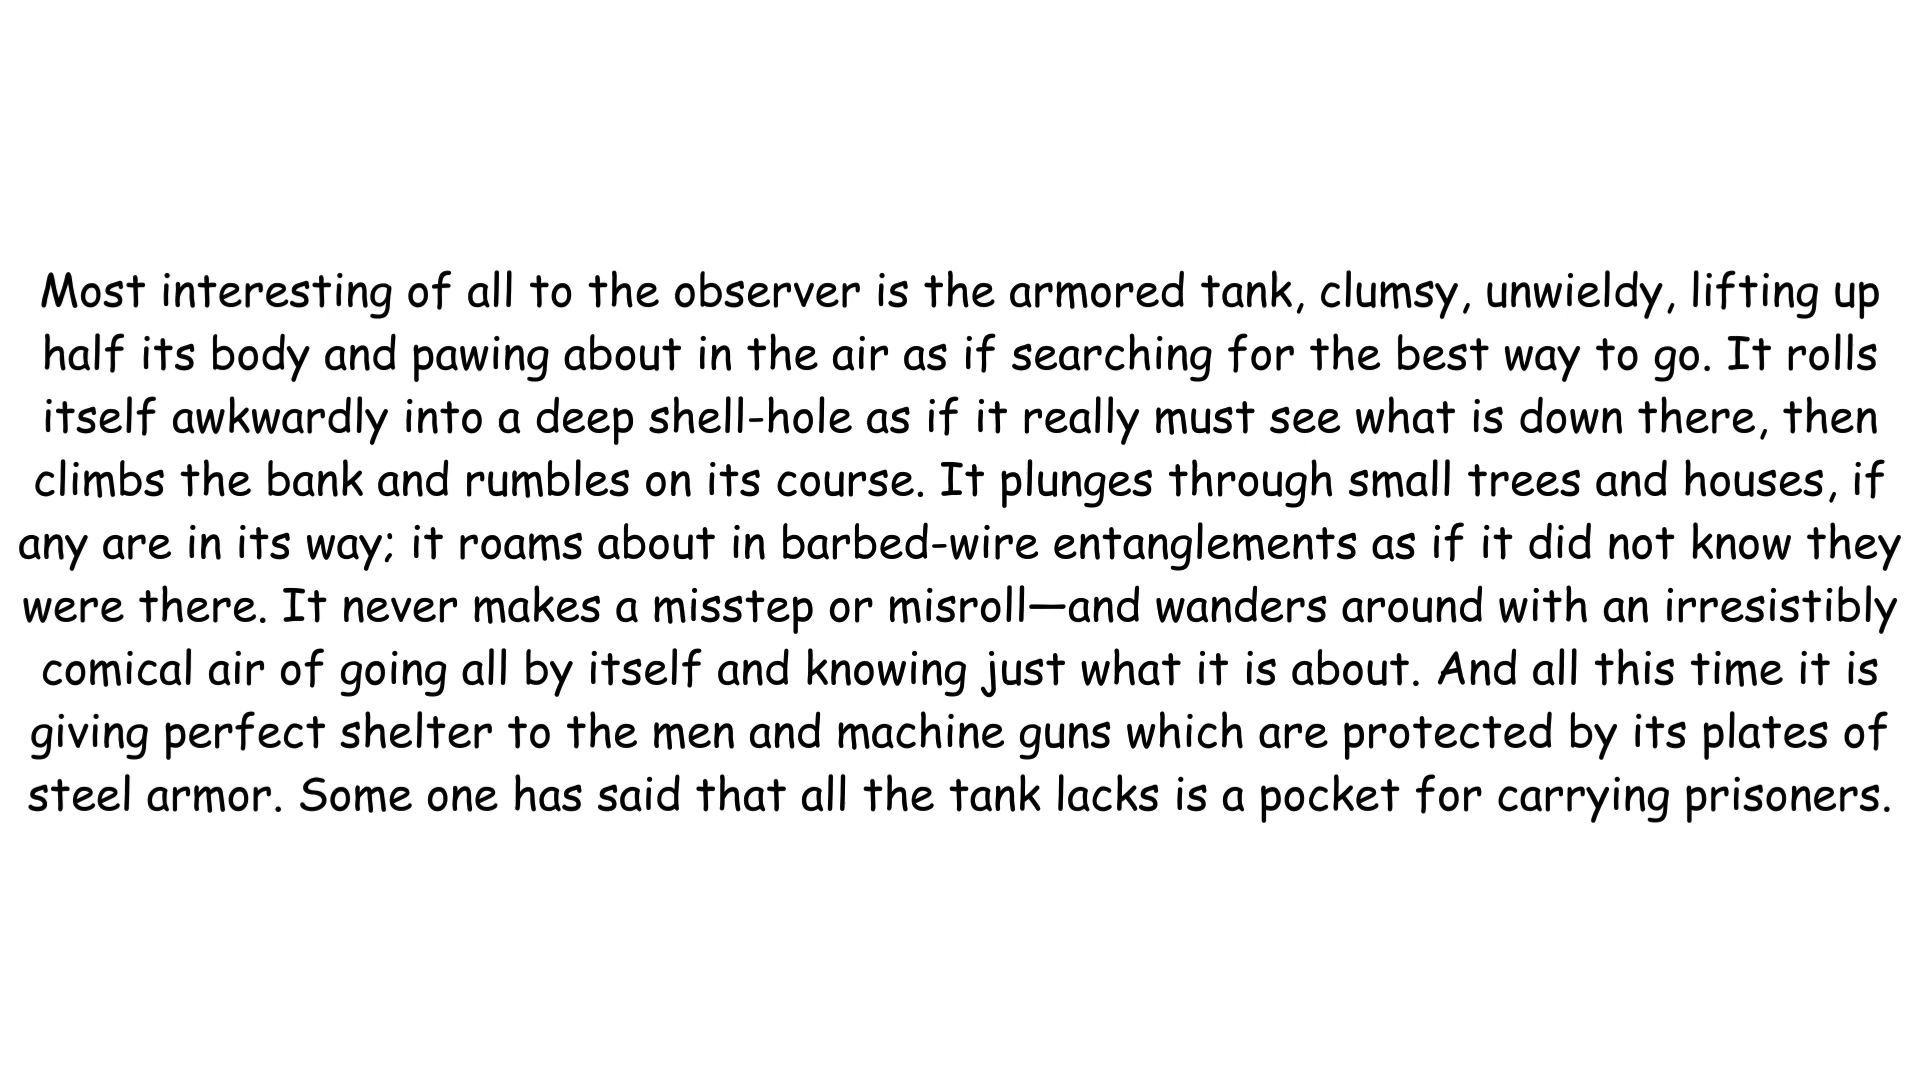 Most interesting of all to the observer is the armored tank, clumsy, unwieldy, lifting up
half its body and pawing about in the air as if searching for the best way to go. It rolls
itself awkwardly into a deep shell-hole as if it really must see what is down there, then
climbs the bank and rumbles on its course. It plunges through small trees and houses, if
any are in its way; it roams about in barbed-wire entanglements as if it did not know they
were there. It never makes a misstep or misroll—and wanders around with an irresistibly
comical air of going all by itself and knowing just what it is about. And all this time it is
giving perfect shelter to the men and machine guns which are protected by its plates of
steel armor. Some one has said that all the tank lacks is a pocket for carrying prisoners.